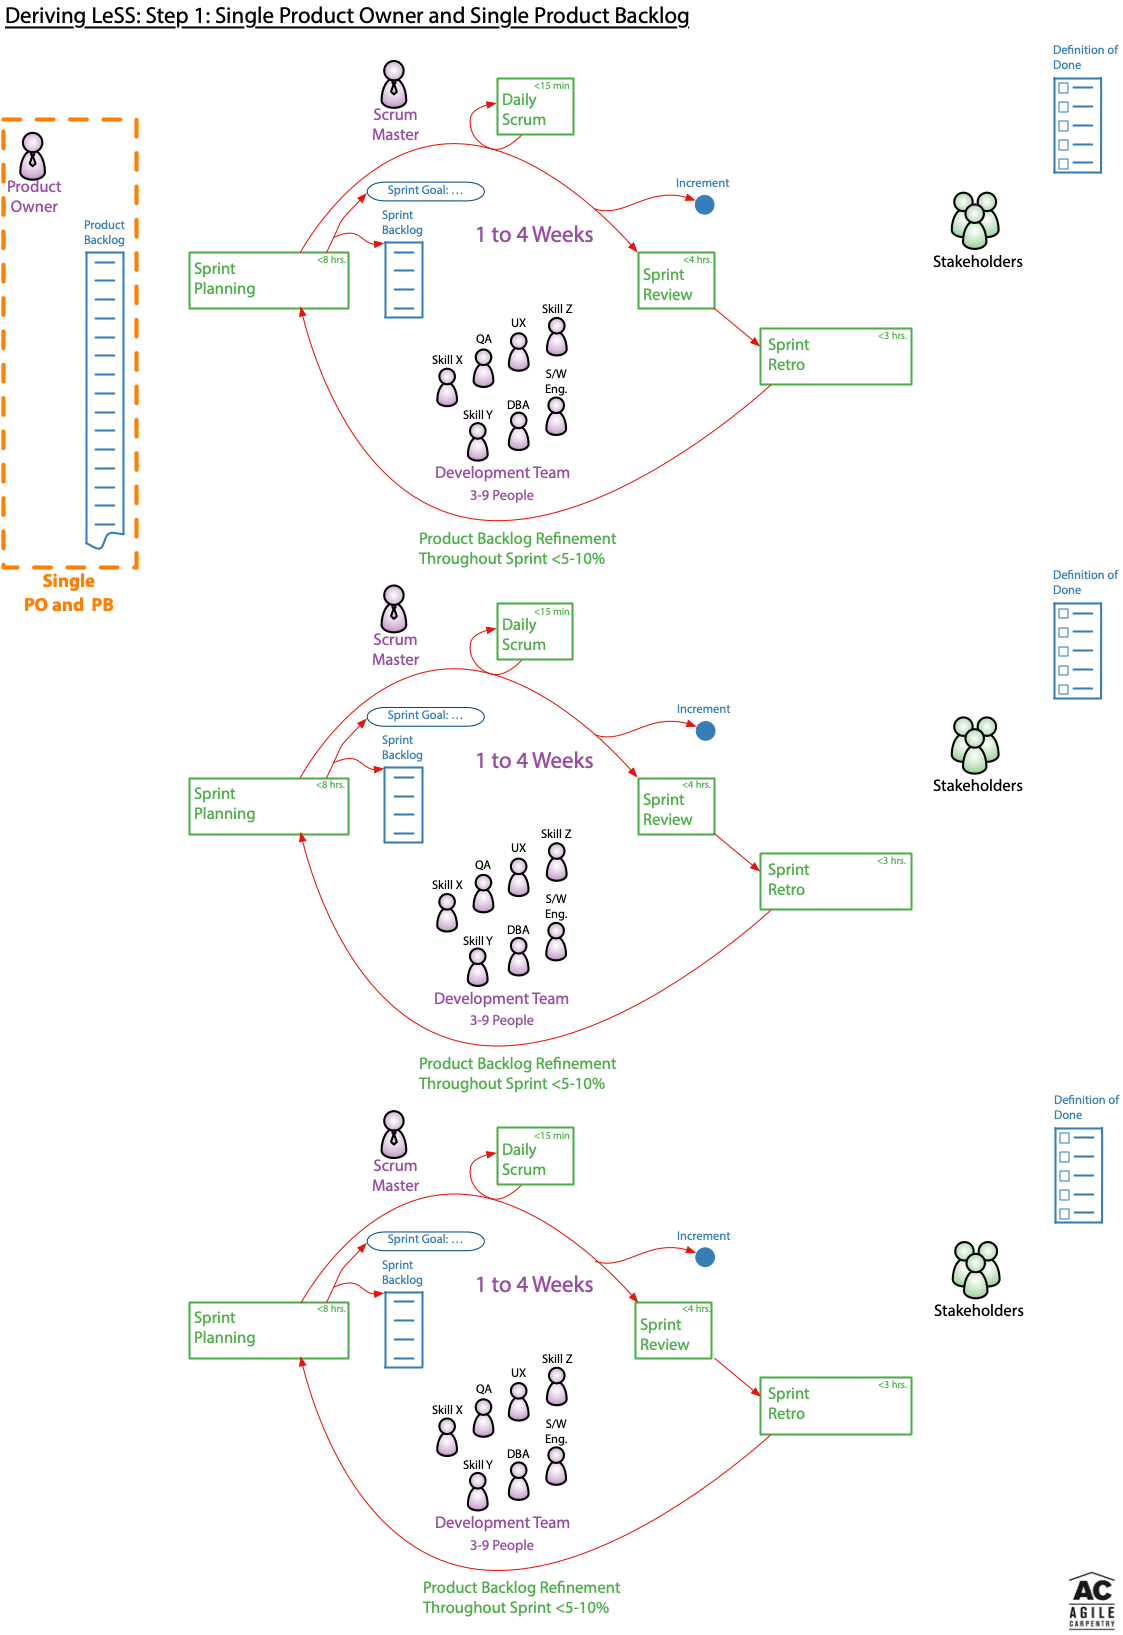 Deriving LeSS: Step 1: Single Product Owner and Single Product Backlog
Product
Owner
Product
Backlog
Single
PO and PB
Scrum
Master
<15 min
Daily
Scrum
Sprint Goal: ...
Sprint
Backlog
1 to 4 Weeks
Increment
<8 hrs.
Sprint
Planning
<4 hrs.
Sprint
Review
<3 hrs.
Sprint
Retro
Skill Z
UX
QA
Skill X
S/W
Eng.
DBA
Skill Y
Development Team
3-9 People
Product Backlog Refinement
Throughout Sprint <5-10%
Definition of
Done
Stakeholders
Scrum
Master
<15 min
Daily
Scrum
Sprint Goal: ...
Sprint
Backlog
1 to 4 Weeks
Increment
<8 hrs.
Sprint
Planning
<4 hrs.
Sprint
Review
<3 hrs.
Sprint
Retro
Skill Z
UX
QA
Skill X
S/W
Eng.
DBA
Skill Y
Development Team
3-9 People
Product Backlog Refinement
Throughout Sprint <5-10%
Definition of
Done
Stakeholders
Scrum
Master
<15 min
Daily
Scrum
Sprint Goal: ...
Sprint
Backlog
1 to 4 Weeks
Increment
<8 hrs.
Sprint
Planning
<4 hrs.
Sprint
Review
<3 hrs.
Sprint
Retro
Skill Z
UX
QA
Skill X
S/W
Eng.
DBA
Skill Y
Development Team
3-9 People
Product Backlog Refinement
Throughout Sprint <5-10%
Definition of
Done
Stakeholders
AC
AGILE
CARPENTRY